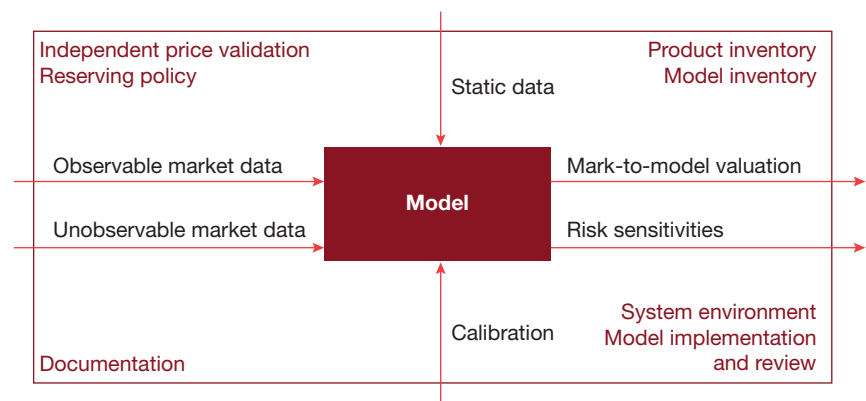 Independent price validation
Reserving policy
Product inventory
Model inventory
Static data
Observable market data
Mark-to-model valuation
Model
Unobservable market data
Risk sensitivities
Calibration
System environment
Model implementation
and review
Documentation